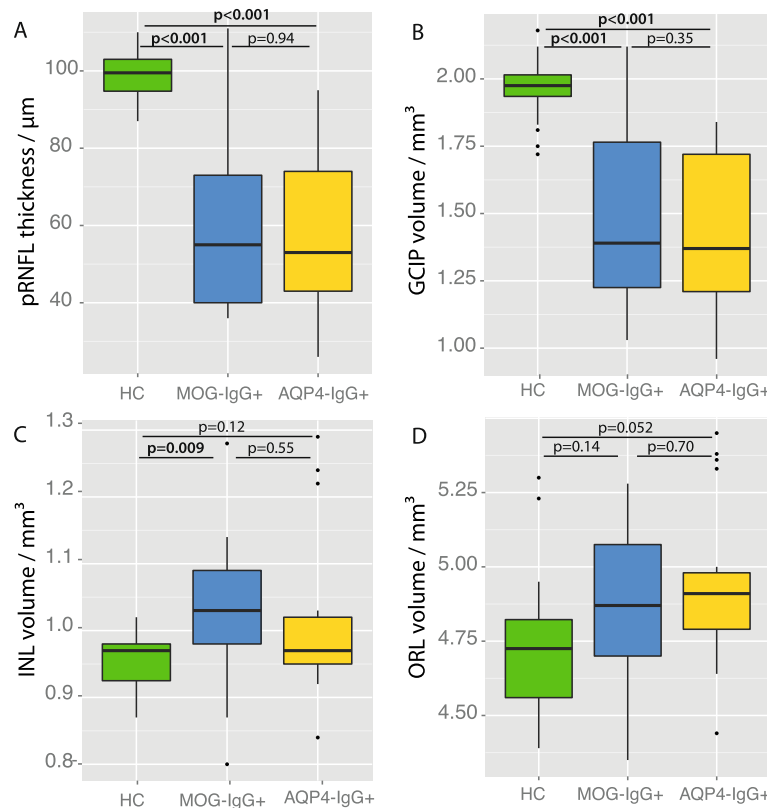 A
p<0.001
p<0.001
p=0.94
pRNFL thickness / µm
100
80
60
40
HC
MOG-IgG+
AQP4-IgG+
B
p<0.001
p<0.001
p=0.35
GCIP volume / mm³
2.00
1.75
1.50
1.25
1.00
HC
MOG-IgG+
AQP4-IgG+
C
p=0.12
p=0.009
p=0.55
INL volume / mm³
1.3
1.2
1.1
1.0
0.9
0.8
HC
MOG-IgG+
AQP4-IgG+
D
p=0.052
p=0.14
p=0.70
ORL volume / mm³
5.25
5.00
4.75
4.50
HC
MOG-IgG+
AQP4-IgG+